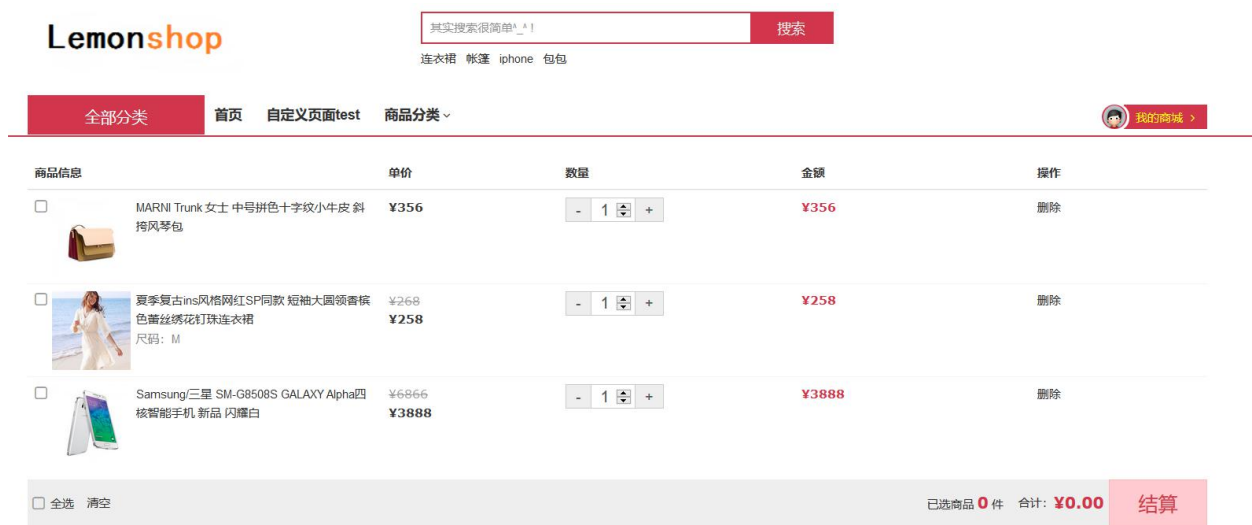 Lemonshop
其实搜索很简单^_^！
搜索
连衣裙 帐篷 iphone 包包
全部分类 首页 自定义页面test 商品分类
我的商城 >
商品信息 单价 数量 金额 操作
MARNI Trunk 女士 中号拼色十字纹小牛皮 斜 ¥356 - 1 + ¥356 删除
挎风琴包
夏季复古ins风格网红SP同款 短袖大圆领香槟 ¥268 - 1 + ¥258 删除
色蕾丝绣花钉珠连衣裙 ¥258
尺码：M
Samsung/三星 SM-G8508S GALAXY Alpha四 ¥6866 - 1 + ¥3888 删除
核智能手机 新品 闪耀白 ¥3888
全选 清空 已选商品 0 件 合计：¥0.00 结算